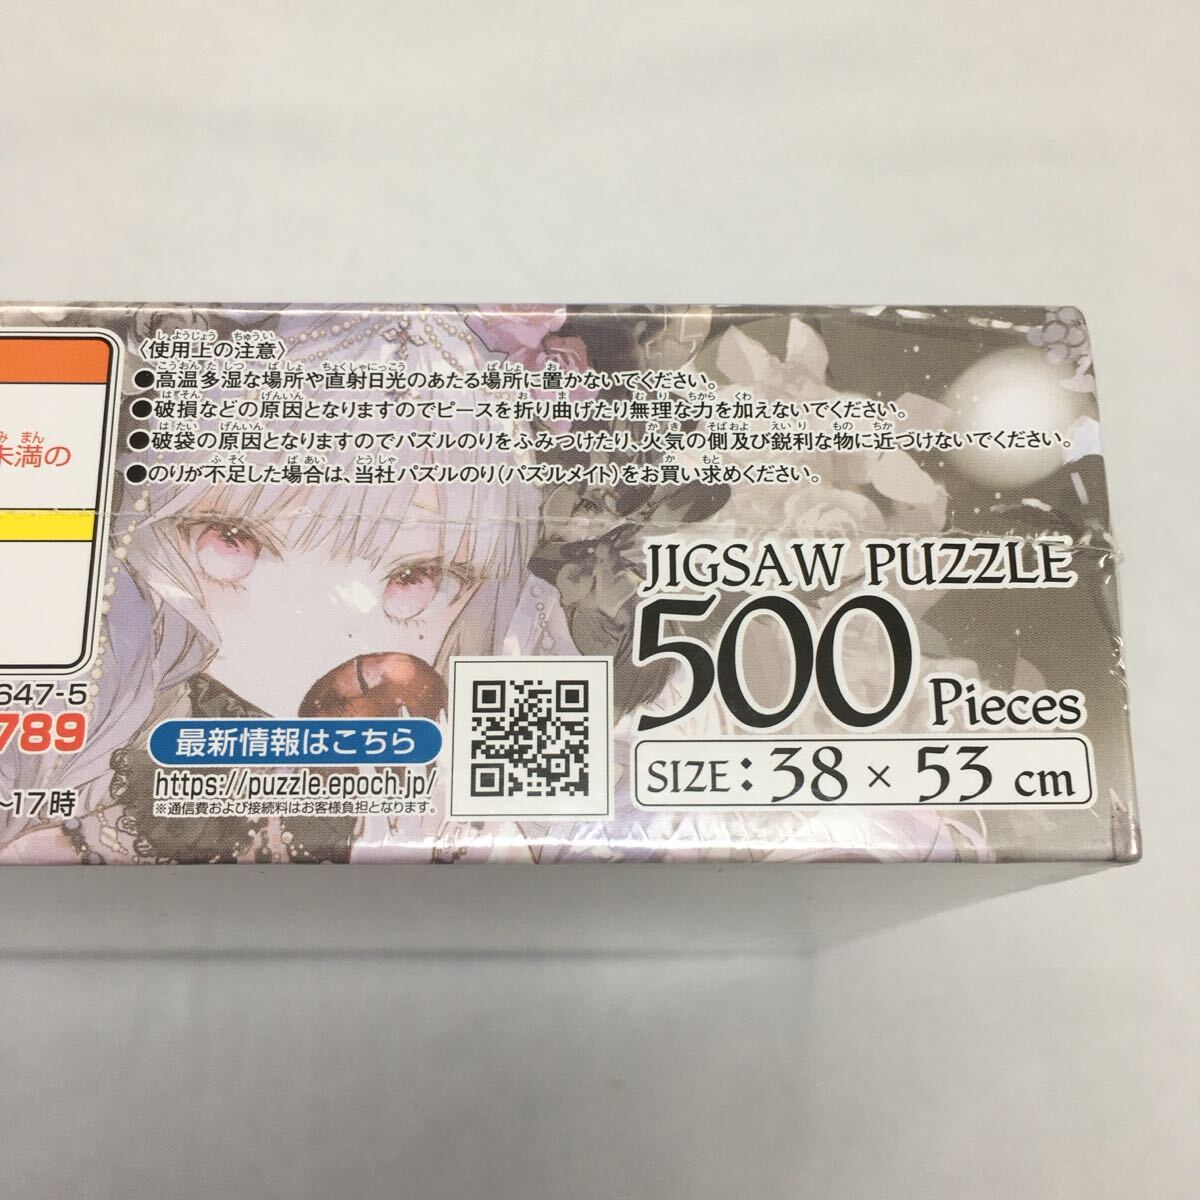 〈使用上の注意〉
●高温多湿な場所や直射日光のあたる場所に置かないでください。
●破損などの原因となりますのでピースを折り曲げたり無理な力を加えないでください。
●破袋の原因となりますのでパズルのりをふみつけたり、火気の側及び鋭利な物に近づけないでください。
●のりが不足した場合は、当社パズルのり(パズルメイト)をお買い求めください。
未満の
647-5
789
~17時
最新情報はこちら
https://puzzle.epoch.jp/
※通信費および接続料はお客様負担となります。
JIGSAW PUZZLE
500 Pieces
SIZE:38×53 cm